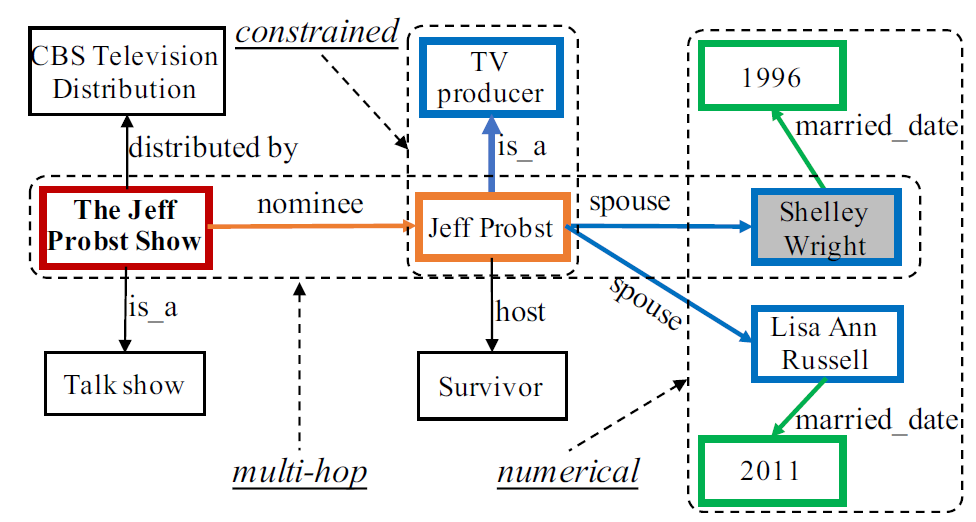 CBS Television
Distribution
constrained
TV
producer
1996
distributed by
is_a
married_date
The Jeff
Probst Show
nominee
Jeff Probst
spouse
Shelley
Wright
is_a
host
spouse
Lisa Ann
Russell
Talk show
Survivor
married_date
multi-hop
numerical
2011